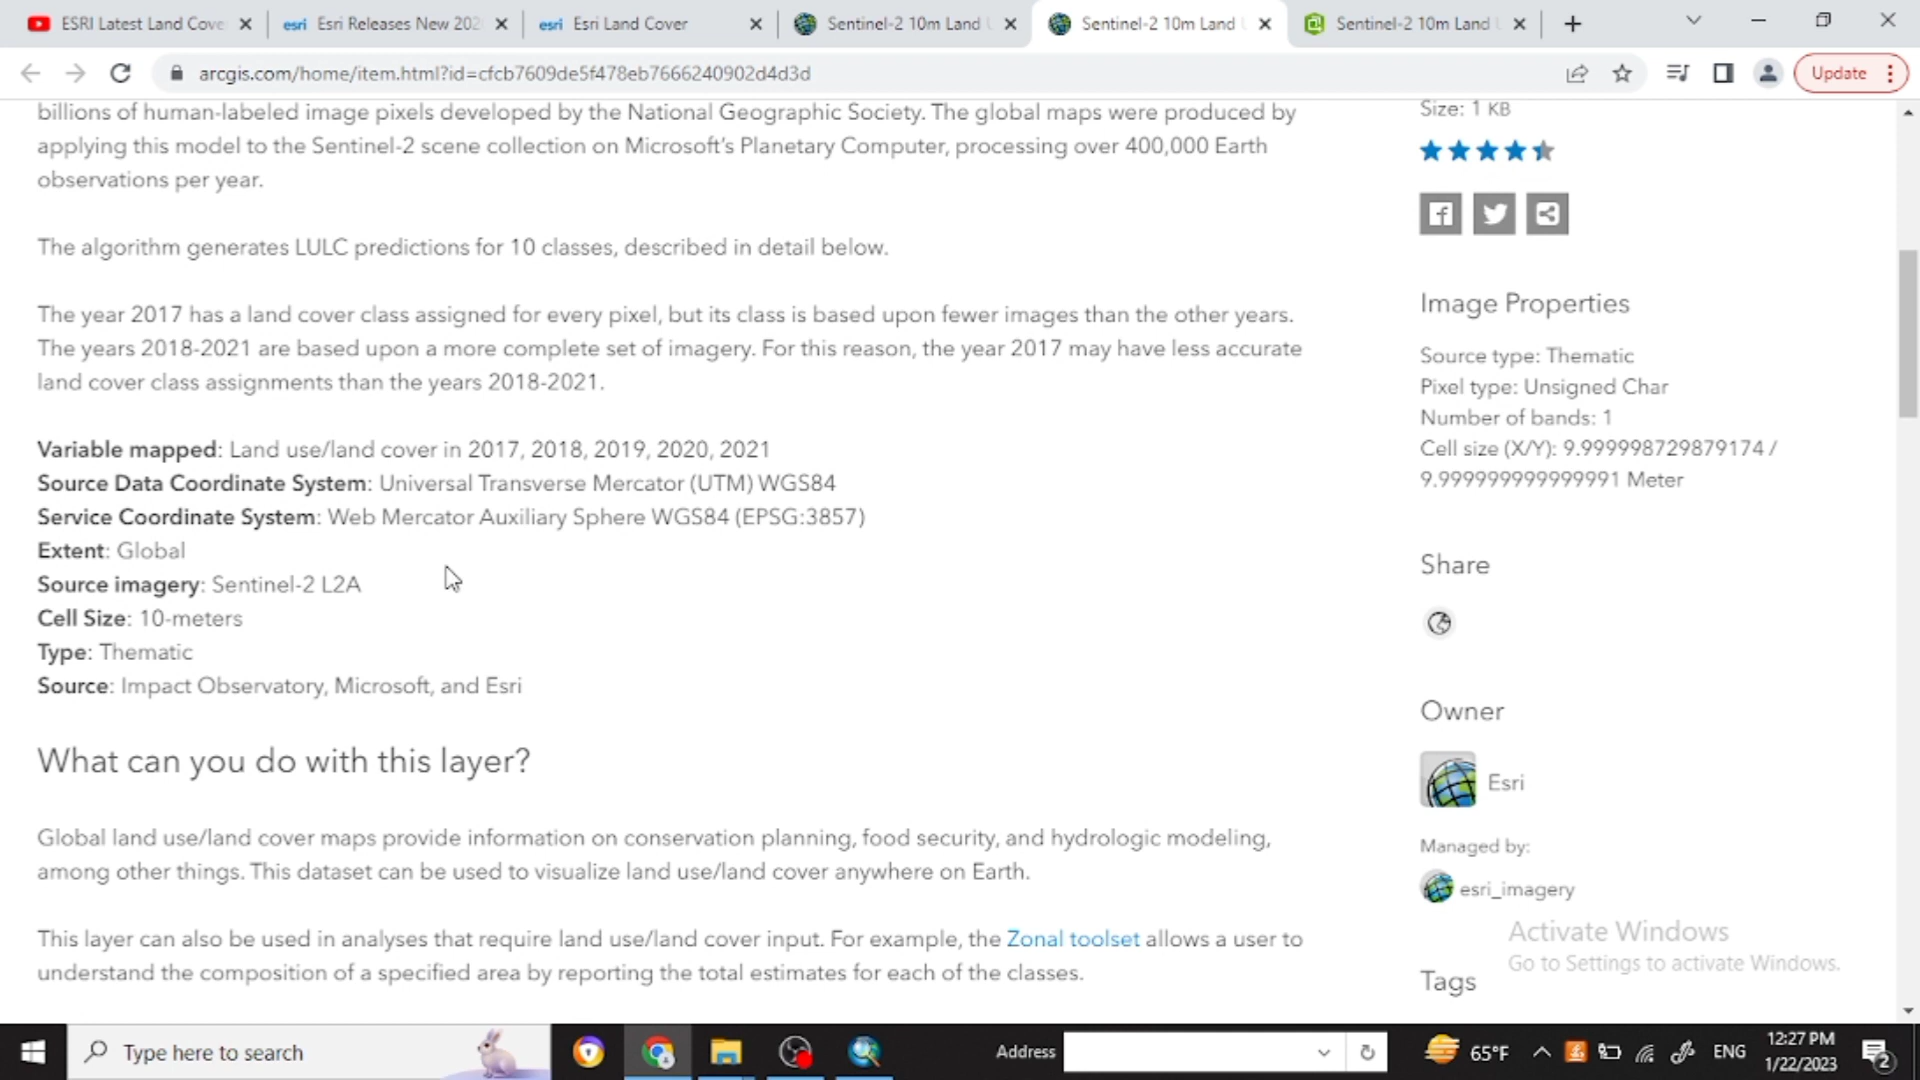 ESRI Latest Land Cove
esri Esri Releases New 202
esri Esri Land Cover
Sentinel-2 10m Land U
Sentinel-2 10m Land U
Sentinel-2 10m Land U
arcgis.com/home/item.html?id=cfcb7609de5f478eb7666240902d4d3d
Update
billions of human-labeled image pixels developed by the National Geographic Society. The global maps were produced by
applying this model to the Sentinel-2 scene collection on Microsoft's Planetary Computer, processing over 400,000 Earth
observations per year.
The algorithm generates LULC predictions for 10 classes, described in detail below.
The year 2017 has a land cover class assigned for every pixel, but its class is based upon fewer images than the other years.
The years 2018-2021 are based upon a more complete set of imagery. For this reason, the year 2017 may have less accurate
land cover class assignments than the years 2018-2021.
Variable mapped: Land use/land cover in 2017, 2018, 2019, 2020, 2021
Source Data Coordinate System: Universal Transverse Mercator (UTM) WGS84
Service Coordinate System: Web Mercator Auxiliary Sphere WGS84 (EPSG:3857)
Extent: Global
Source imagery: Sentinel-2 L2A
Cell Size: 10-meters
Type: Thematic
Source: Impact Observatory, Microsoft, and Esri
What can you do with this layer?
Global land use/land cover maps provide information on conservation planning, food security, and hydrologic modeling,
among other things. This dataset can be used to visualize land use/land cover anywhere on Earth.
This layer can also be used in analyses that require land use/land cover input. For example, the Zonal toolset allows a user to
understand the composition of a specified area by reporting the total estimates for each of the classes.
Size: 1 KB
Image Properties
Source type: Thematic
Pixel type: Unsigned Char
Number of bands: 1
Cell size (X/Y): 9.999998729879174 /
9.999999999999991 Meter
Share
Owner
Esri
Managed by:
esri_imagery
Tags
Activate Windows
Go to Settings to activate Windows.
Type here to search
Address
65°F
ENG
12:27 PM
1/22/2023
2